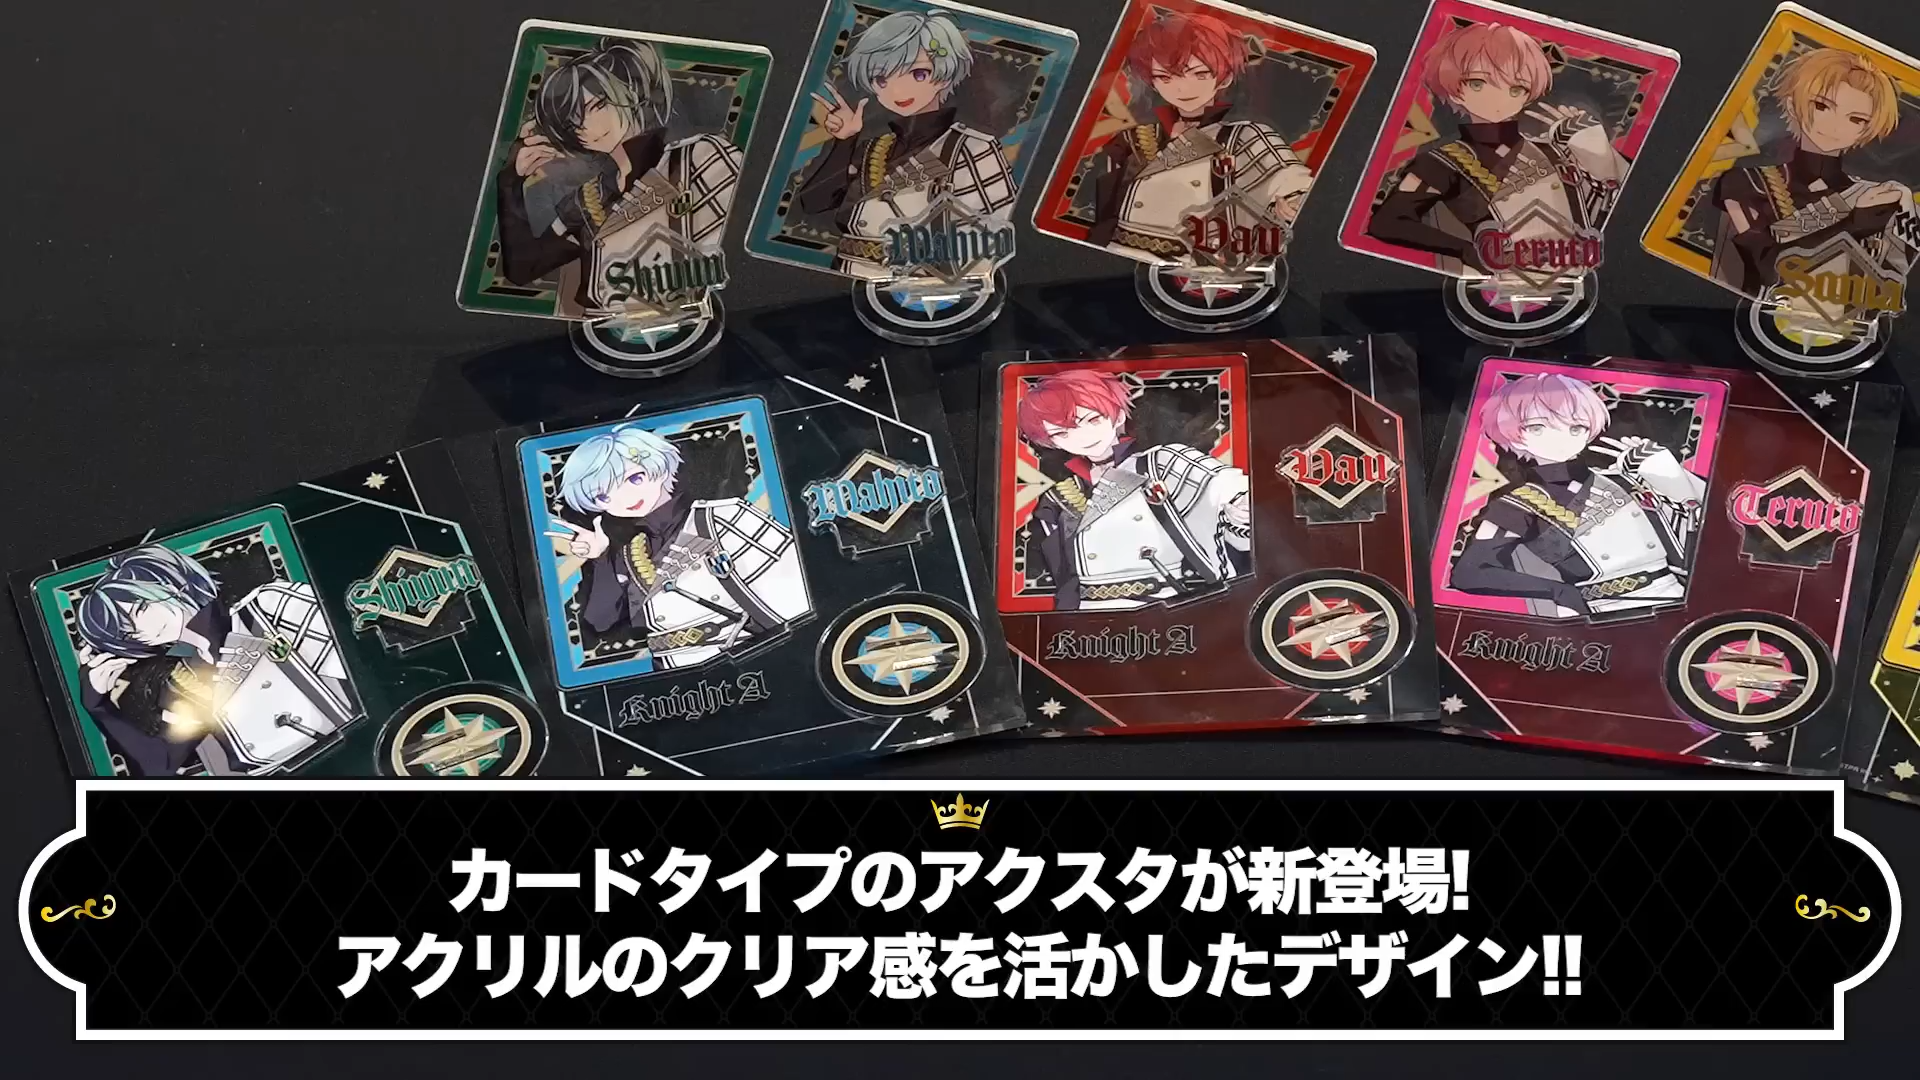 Shiyun
Mahito
Vau
Teruto
Soma
Shiyun
Mahito
Vau
Teruto
Knight A
Knight A
Knight A
カードタイプのアクスタが新登場!
アクリルのクリア感を活かしたデザイン!!